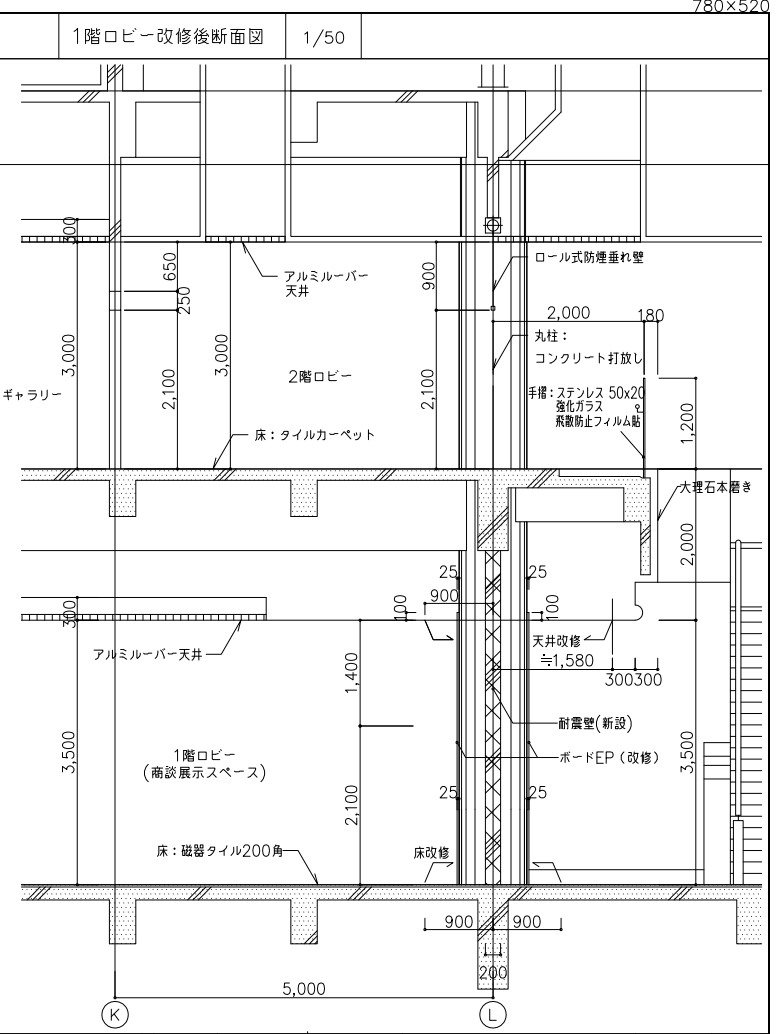 780×520
1階ロビー改修後断面図
1/50
300
650
250
900
アルミルーバー
天井
ロール式防煙垂れ壁
2,000
180
丸柱：
コンクリート打放し
3,000
2,100
3,000
2階ロビー
2,100
ギャラリー
手摺：ステンレス 50x20
強化ガラス
飛散防止フィルム貼
1,200
床：タイルカーペット
大理石本磨き
2,000
25
25
900
100
100
300
アルミルーバー天井
天井改修
≒1,580
300300
1,400
耐震壁(新設)
1階ロビー
(商談展示スペース)
ボードEP（改修）
3,500
3,500
2,100
25
25
床：磁器タイル200角
床改修
900
900
200
5,000
K
L